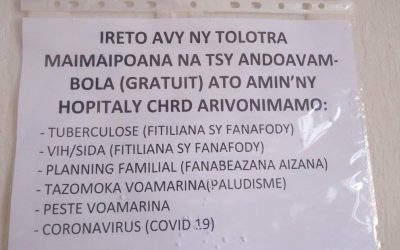 IRETO AVY NY TOLOTRA
MAIMAIPOANA NA TSY ANDOAVAM-
BOLA (GRATUIT) ATO AMIN'NY
HOPITALY CHRD ARIVONIMAMO:
- TUBERCULOSE (FITILIANA SY FANAFODY)
- VIH/SIDA (FITILIANA SY FANAFODY)
- PLANNING FAMILIAL (FANABEAZANA AIZANA)
- TAZOMOKA VOAMARINA(PALUDISME)
- PESTE VOAMARINA
- CORONAVIRUS (COVID 19)